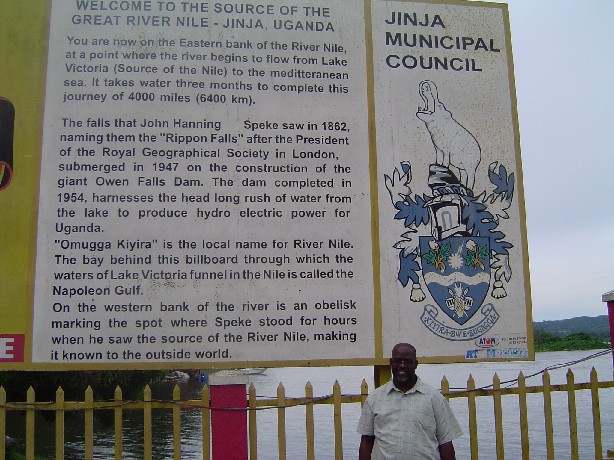 WELCOME TO THE SOURCE OF THE
GREAT RIVER NILE - JINJA, UGANDA
You are now on the Eastern bank of the River Nile,
at a point where the river begins to flow from Lake
Victoria (Source of the Nile) to the meditteranean
sea. It takes water three months to complete this
journey of 4000 miles (6400 km).
The falls that John Hanning Speke saw in 1862,
naming them the "Rippon Falls" after the President
of the Royal Geographical Society in London,
submerged in 1947 on the construction of the
giant Owen Falls Dam. The dam completed in
1954, harnesses the head long rush of water from
the lake to produce hydro electric power for
Uganda.
"Omugga Kiyira" is the local name for River Nile.
The bay behind this billboard through which the
waters of Lake Victoria funnel in the Nile is called the
Napoleon Gulf.
On the western bank of the river is an obelisk
marking the spot where Speke stood for hours
when he saw the source of the River Nile, making
it known to the outside world.
JINJA
MUNICIPAL
COUNCIL
E